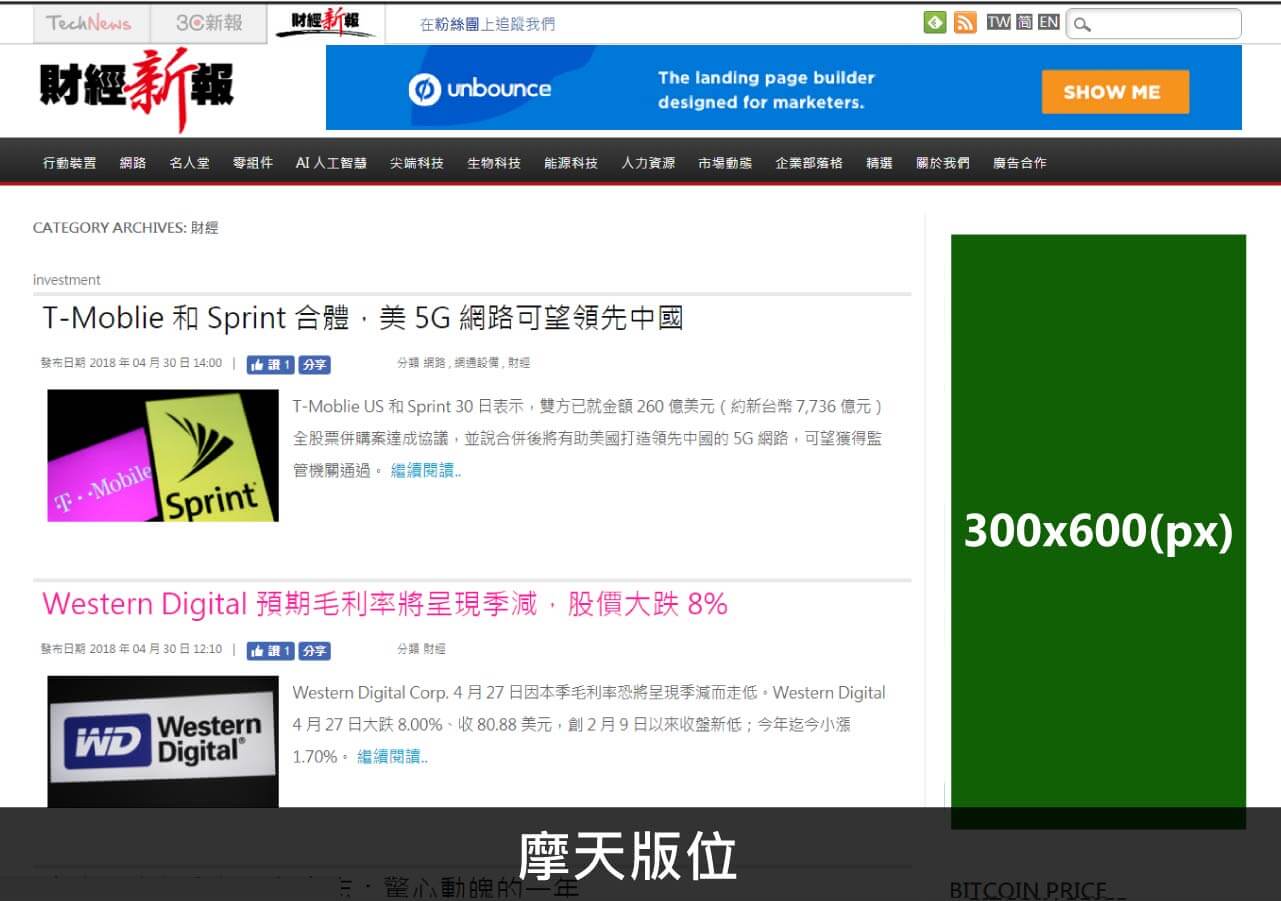 TechNews 3C新報 財經新報 在粉絲團上追蹤我們 TW 简 EN
財經新報
unbounce
The landing page builder
designed for marketers.
SHOW ME
行動裝置 網路 名人堂 零組件 AI 人工智慧 尖端科技 生物科技 能源科技 人力資源 市場動態 企業部落格 精選 關於我們 廣告合作
CATEGORY ARCHIVES: 財經
investment
T-Moblie 和 Sprint 合體，美 5G 網路可望領先中國
發布日期 2018 年 04 月 30 日 14:00 | 讚 1 分享 分類 網路 , 網通設備 , 財經
T-Moblie US 和 Sprint 30 日表示，雙方已就金額 260 億美元（約新台幣 7,736 億元）
全股票併購案達成協議，並說合併後將有助美國打造領先中國的 5G 網路，可望獲得監
管機關通過。 繼續閱讀..
T··Mobile
Sprint
300x600(px)
Western Digital 預期毛利率將呈現季減，股價大跌 8%
發布日期 2018 年 04 月 30 日 12:10 | 讚 1 分享 分類 財經
Western Digital Corp. 4 月 27 日因本季毛利率恐將呈現季減而走低。Western Digital
4 月 27 日大跌 8.00%、收 80.88 美元，創 2 月 9 日以來收盤新低；今年迄今小漲
1.70%。 繼續閱讀..
WD Western
Digital®
摩天版位
：驚心動魄的一年
BITCOIN PRICE